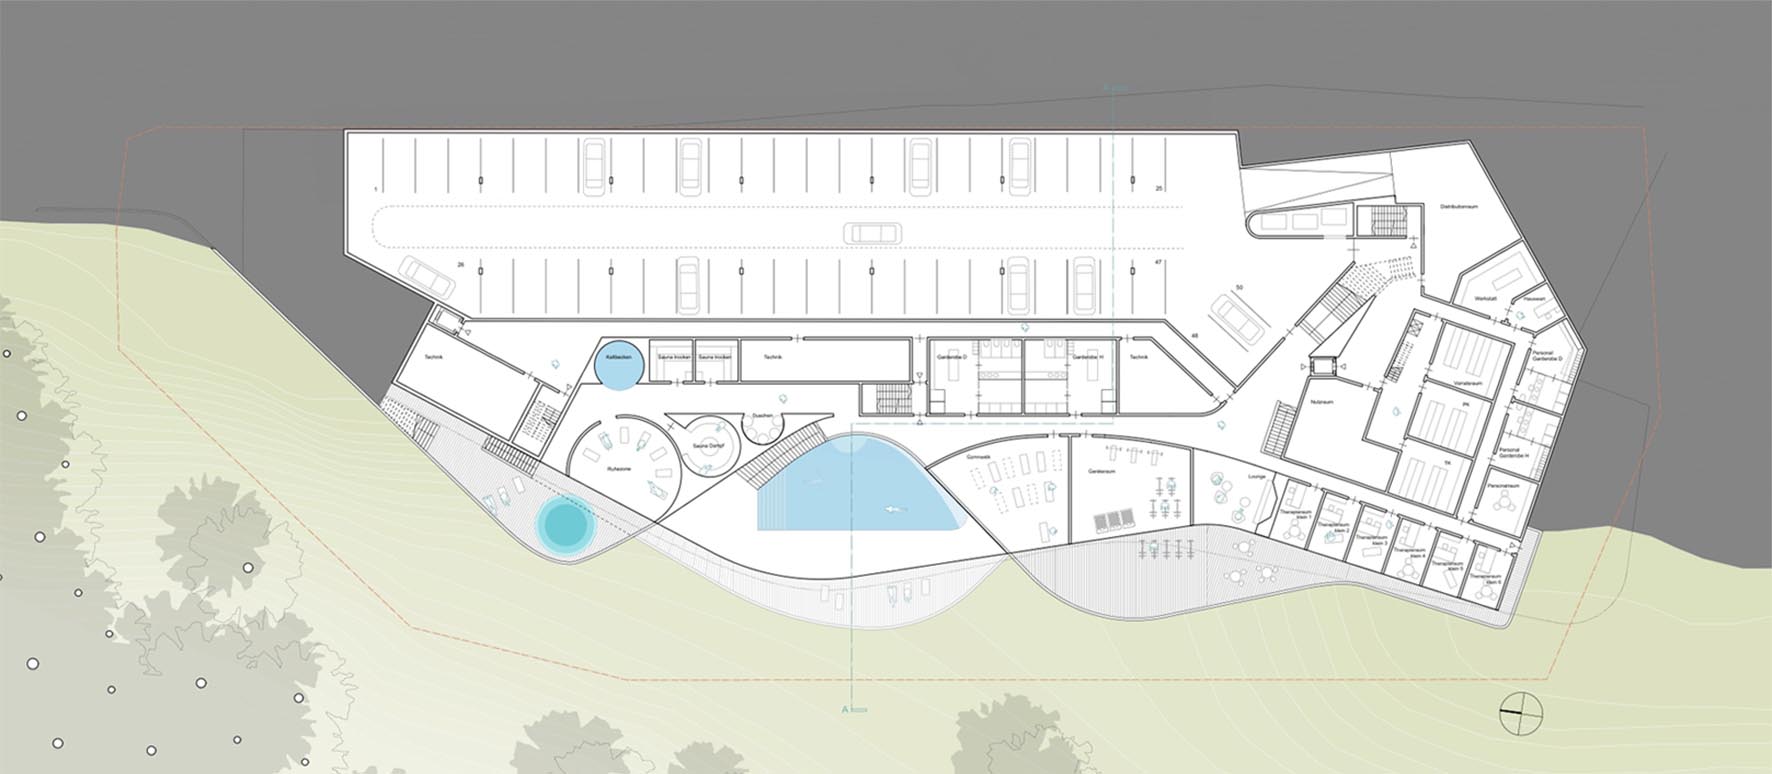 A
1
25
Distributionsraum
26
47
50
48
Werkstatt
Hauswart
Technik
Kaltbecken
Sauna trocken
Sauna trocken
Technik
Garderobe D
Garderobe H
Technik
Personal
Garderobe D
Vorratsraum
Nutzraum
PK
Duschen
Sauna Dampf
Ruhezone
Gymnastik
Geräteraum
Lounge
TK
Personal
Garderobe H
Personalraum
Therapieraum
klein 1
Therapieraum
klein 2
Therapieraum
klein 3
Therapieraum
klein 4
Therapieraum
klein 5
Therapieraum
klein 6
A